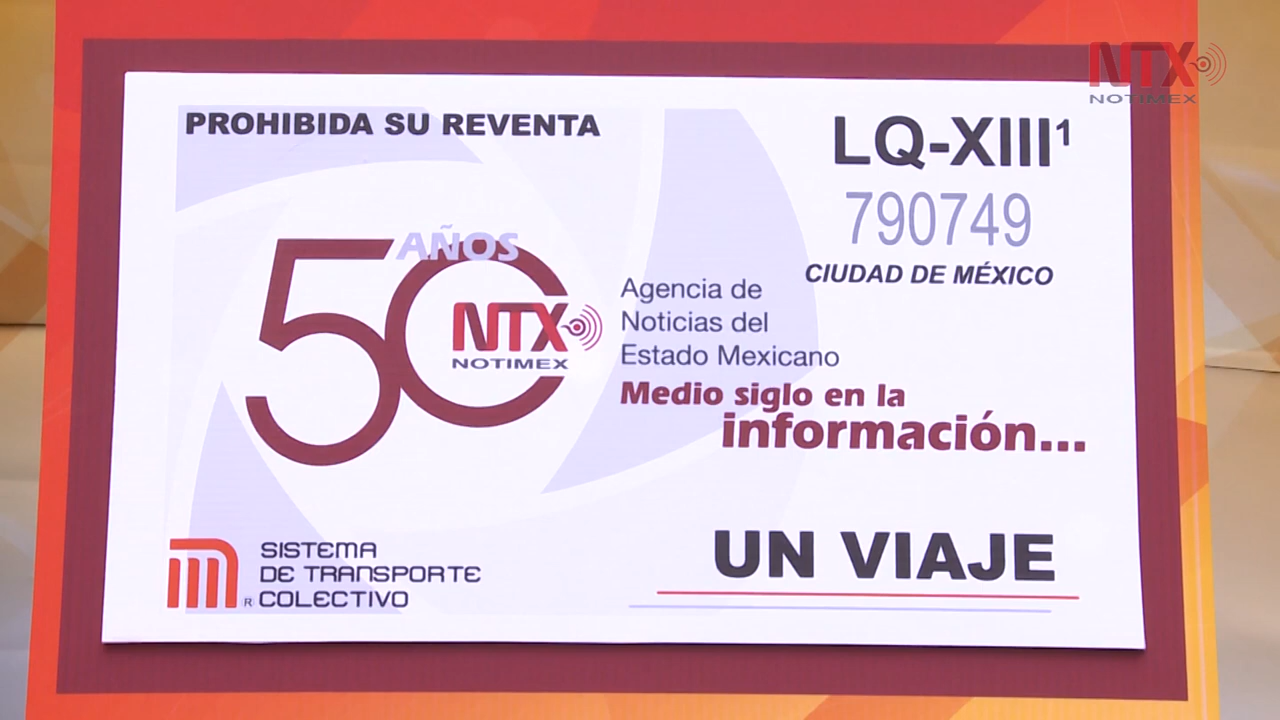 NTX
NOTIMEX
PROHIBIDA SU REVENTA
LQ-XIII¹
790749
CIUDAD DE MÉXICO
50 AÑOS
NTX
NOTIMEX
Agencia de
Noticias del
Estado Mexicano
Medio siglo en la
información...
SISTEMA
DE TRANSPORTE
® COLECTIVO
UN VIAJE